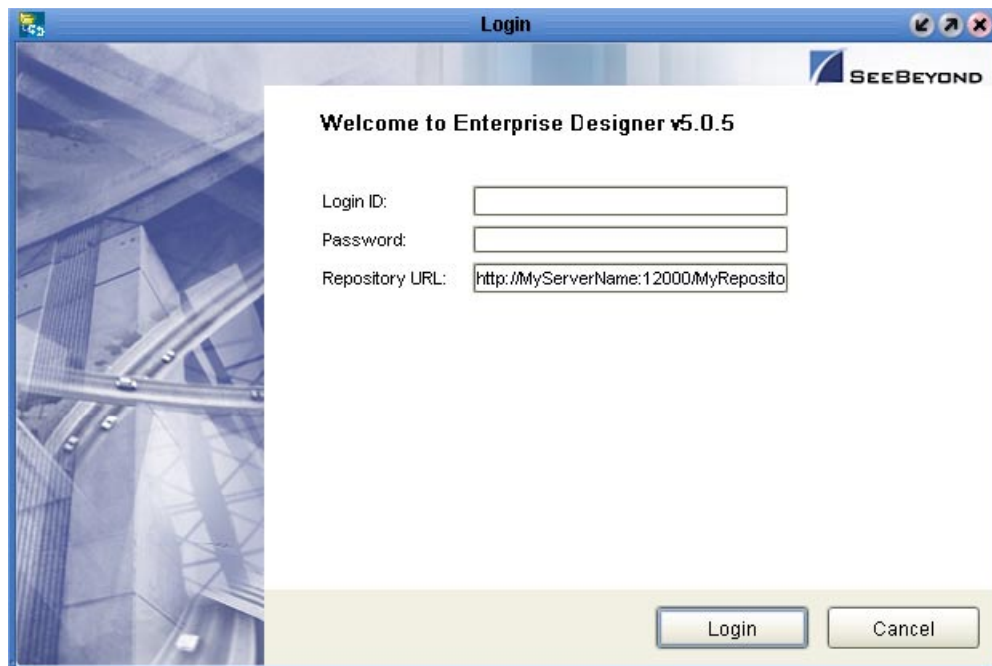 Login
SEEBEYOND
Welcome to Enterprise Designer v5.0.5
Login ID:
Password:
Repository URL: http://MyServerName:12000/MyReposito
Login Cancel